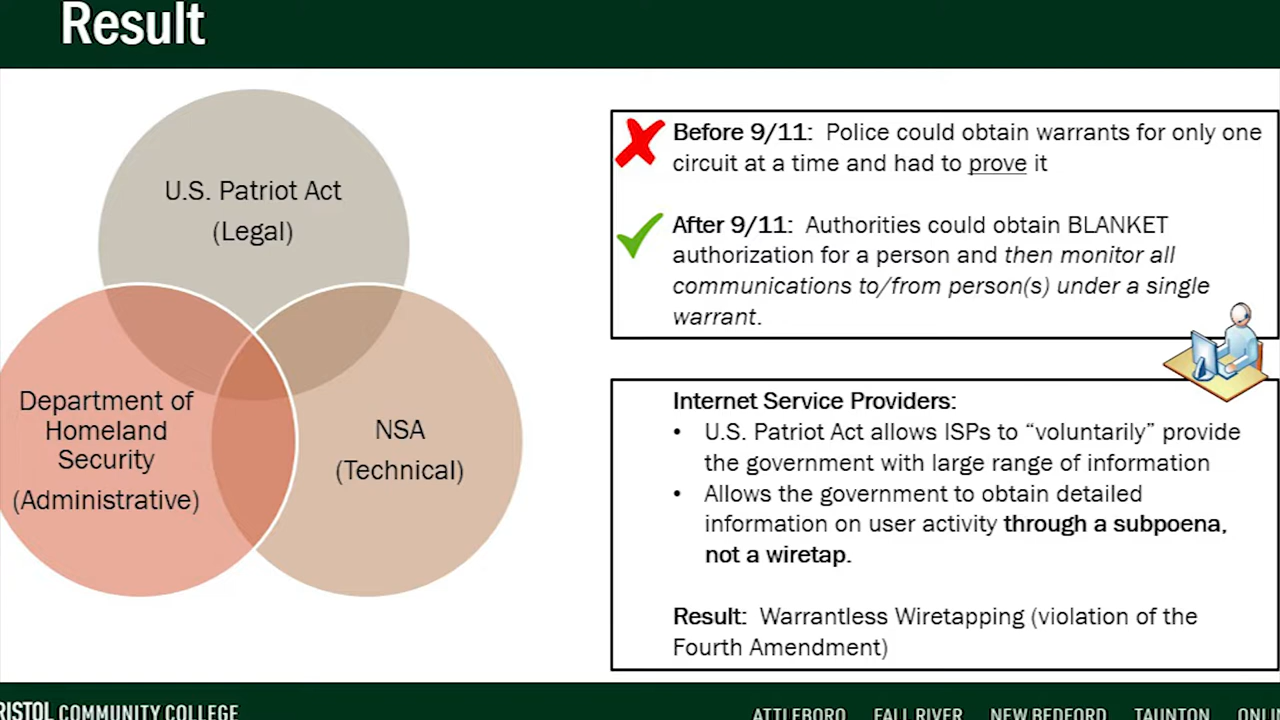 Result
U.S. Patriot Act
(Legal)
Department of
Homeland
Security
(Administrative)
NSA
(Technical)
Before 9/11: Police could obtain warrants for only one
circuit at a time and had to prove it
After 9/11: Authorities could obtain BLANKET
authorization for a person and then monitor all
communications to/from person(s) under a single
warrant.
Internet Service Providers:
• U.S. Patriot Act allows ISPs to “voluntarily” provide
the government with large range of information
• Allows the government to obtain detailed
information on user activity through a subpoena,
not a wiretap.
Result: Warrantless Wiretapping (violation of the
Fourth Amendment)
RISTOL COMMUNITY COLLEGE
ATTLEBORO FALL RIVER NEW BEDFORD TAUNTON ONLI